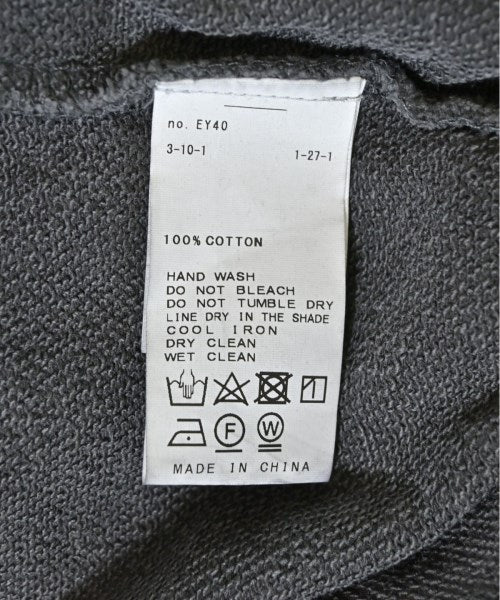 no. EY40
3-10-1 1-27-1
100% COTTON
HAND WASH
DO NOT BLEACH
DO NOT TUMBLE DRY
LINE DRY IN THE SHADE
COOL IRON
DRY CLEAN
WET CLEAN
F W
MADE IN CHINA